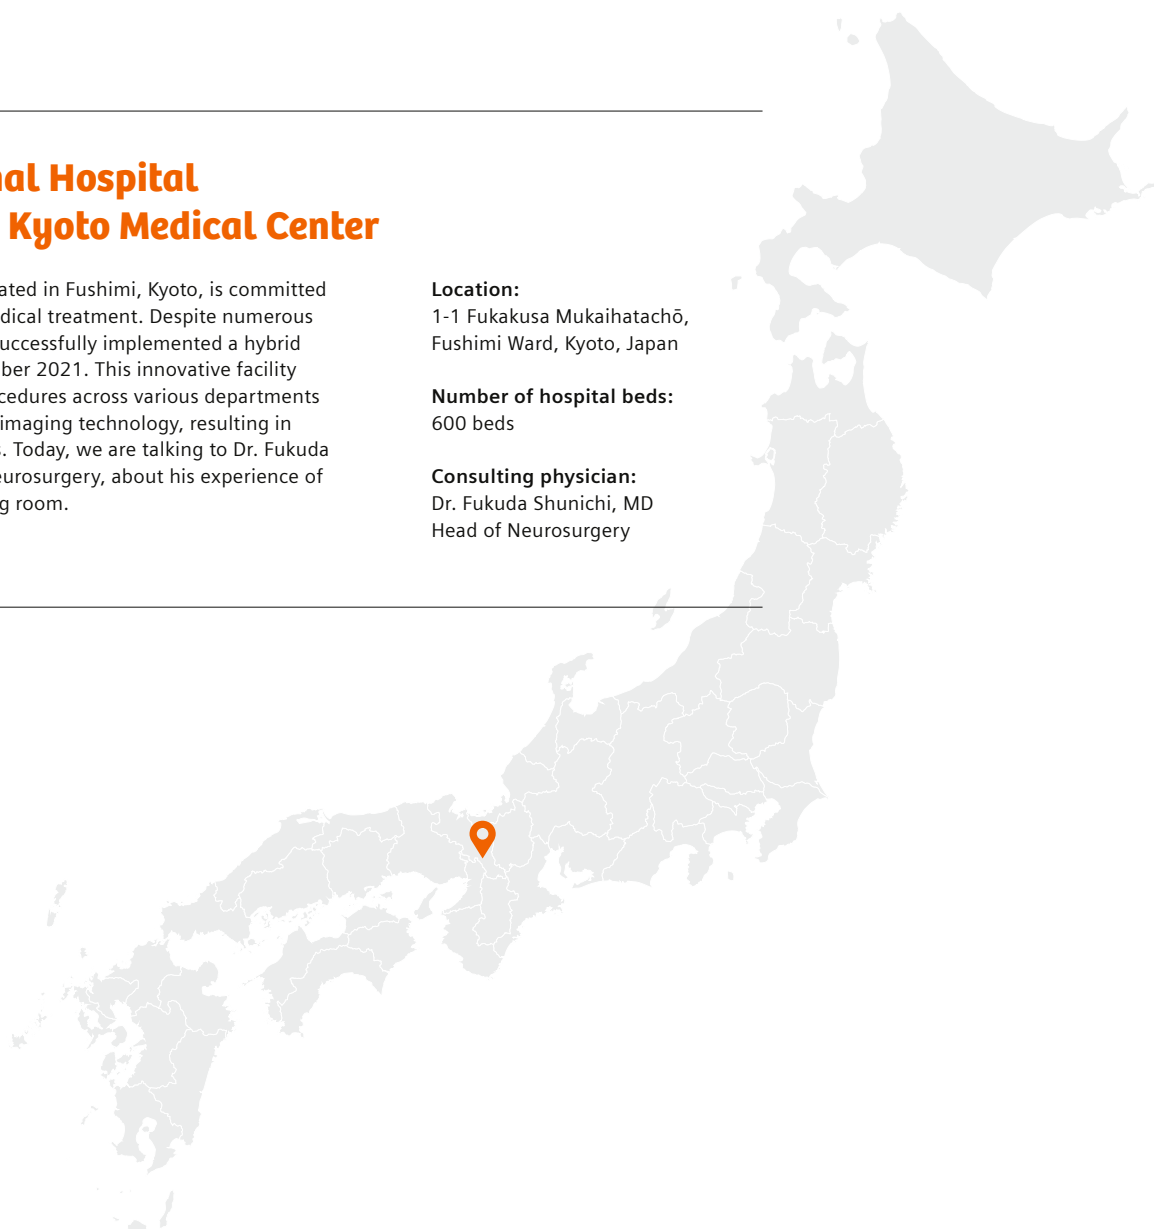 nal Hospital
Kyoto Medical Center
ated in Fushimi, Kyoto, is committed
dical treatment. Despite numerous
uccessfully implemented a hybrid
ber 2021. This innovative facility
cedures across various departments
imaging technology, resulting in
s. Today, we are talking to Dr. Fukuda
eurosurgery, about his experience of
g room.
Location:
1-1 Fukakusa Mukaihatachō,
Fushimi Ward, Kyoto, Japan
Number of hospital beds:
600 beds
Consulting physician:
Dr. Fukuda Shunichi, MD
Head of Neurosurgery